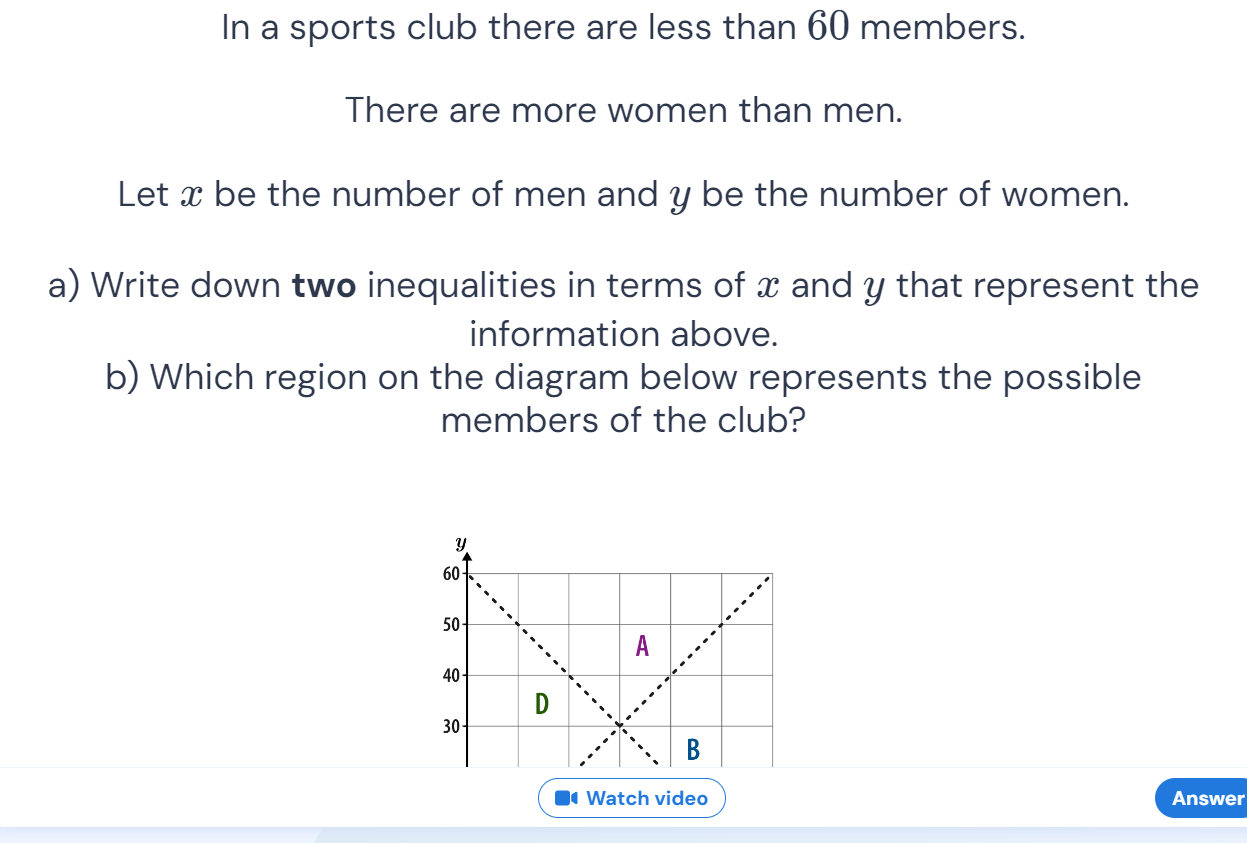 In a sports club there are less than 60 members.
There are more women than men.
Let x be the number of men and y be the number of women.
a) Write down two inequalities in terms of x and y that represent the
information above.
b) Which region on the diagram below represents the possible
members of the club?
y
60
50
A
40
D
30
B
Watch video
Answer